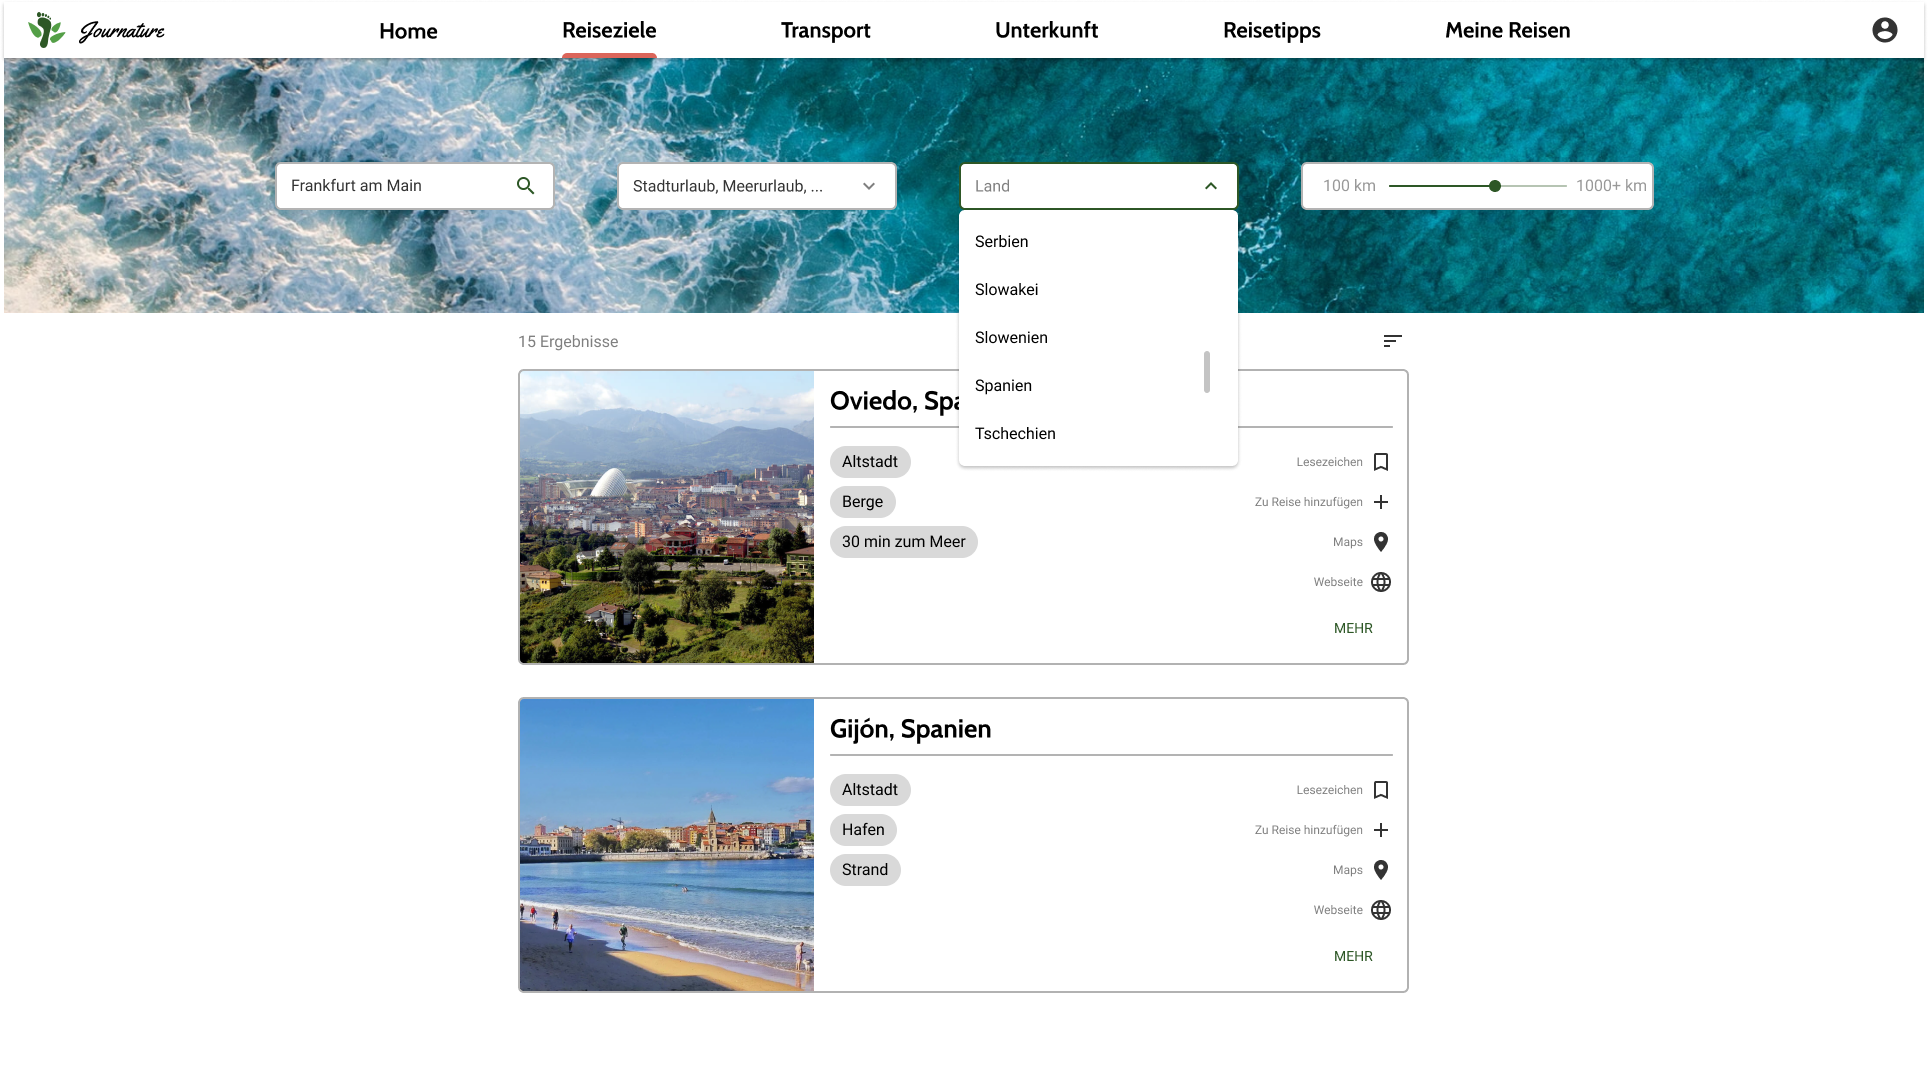 Journature
Home
Reiseziele
Transport
Unterkunft
Reisetipps
Meine Reisen
Frankfurt am Main
Stadturlaub, Meerurlaub, ...
Land
100 km
1000+ km
Serbien
Slowakei
Slowenien
Spanien
Tschechien
15 Ergebnisse
Oviedo, Spa
Altstadt
Berge
30 min zum Meer
Lesezeichen
Zu Reise hinzufügen
Maps
Webseite
MEHR
Gijón, Spanien
Altstadt
Hafen
Strand
Lesezeichen
Zu Reise hinzufügen
Maps
Webseite
MEHR